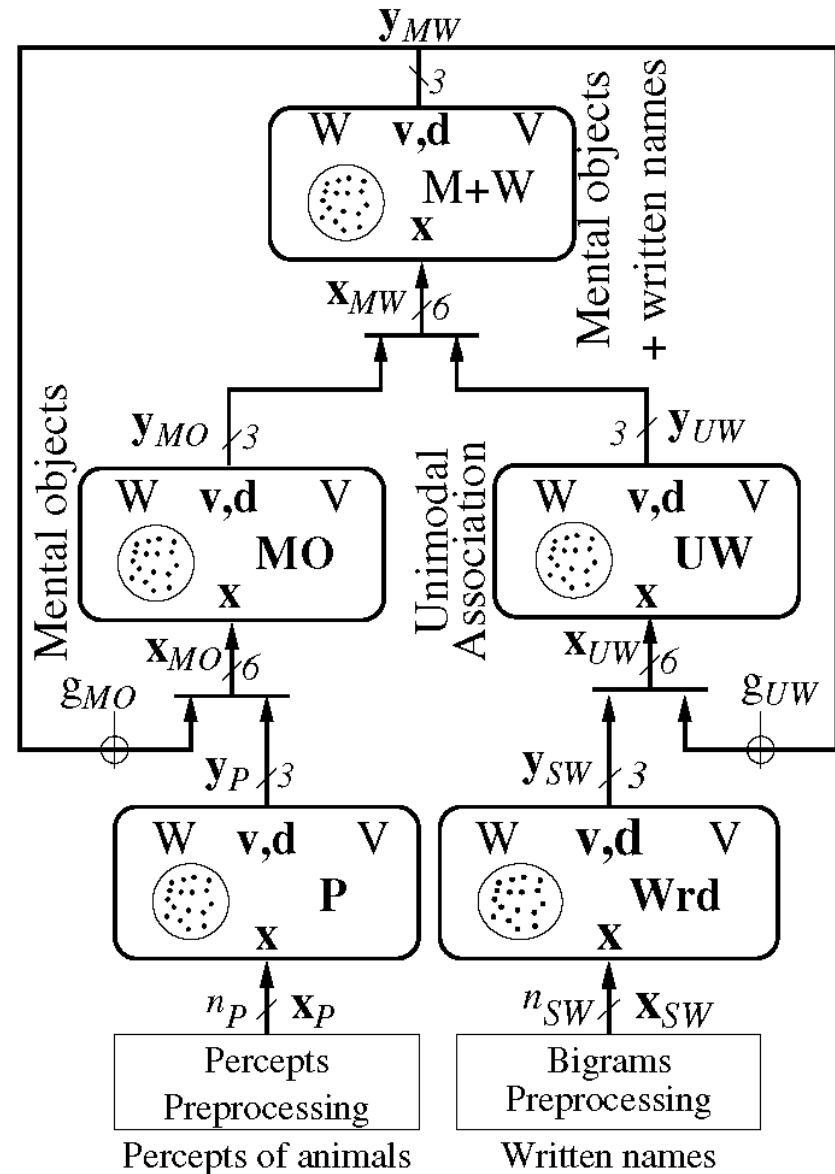 y_MW
3
W v,d V
M+W
x
Mental objects
+ written names
x_MW 6
y_MO 3
3 y_UW
Mental objects
W v,d V
MO
x
Unimodal
Association
W v,d V
UW
x
x_MO 6
x_UW 6
g_MO
g_UW
y_P 3
y_SW 3
W v,d V
P
x
W v,d V
Wrd
x
n_P x_P
n_SW x_SW
Percepts
Preprocessing
Bigrams
Preprocessing
Percepts of animals
Written names